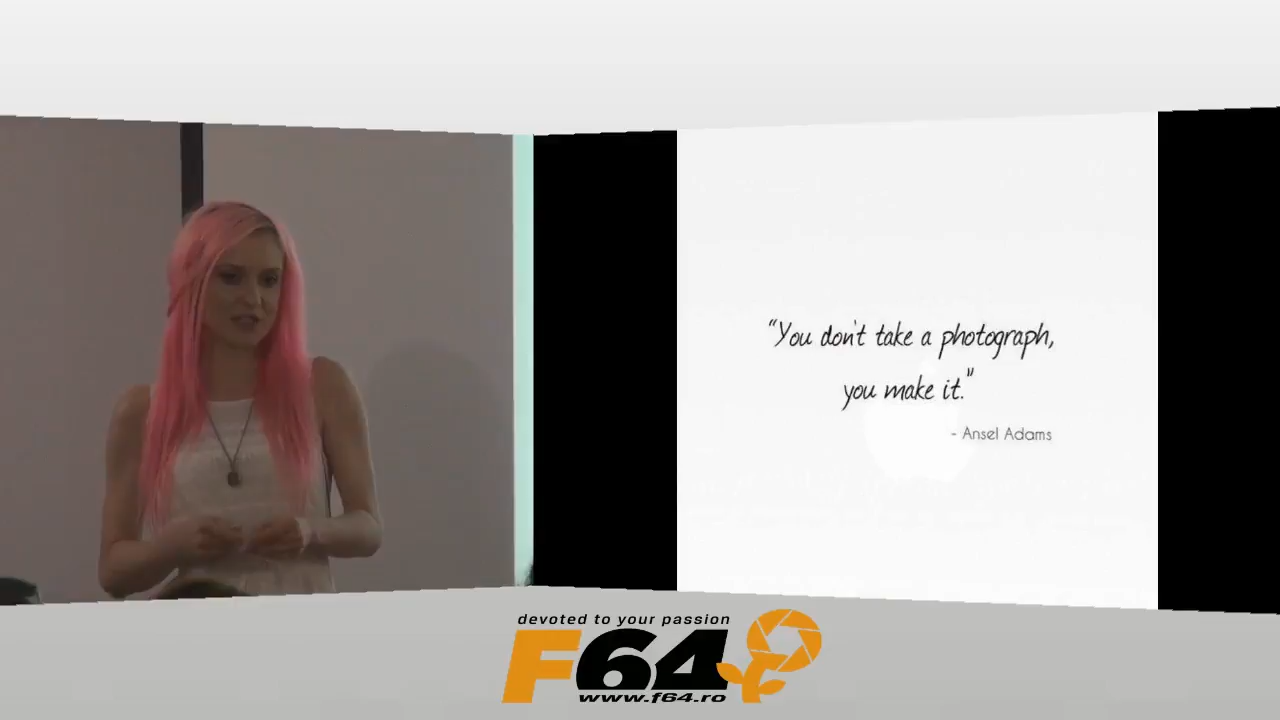 “You don't take a photograph,
you make it.”
- Ansel Adams
devoted to your passion
F64
www.f64.ro